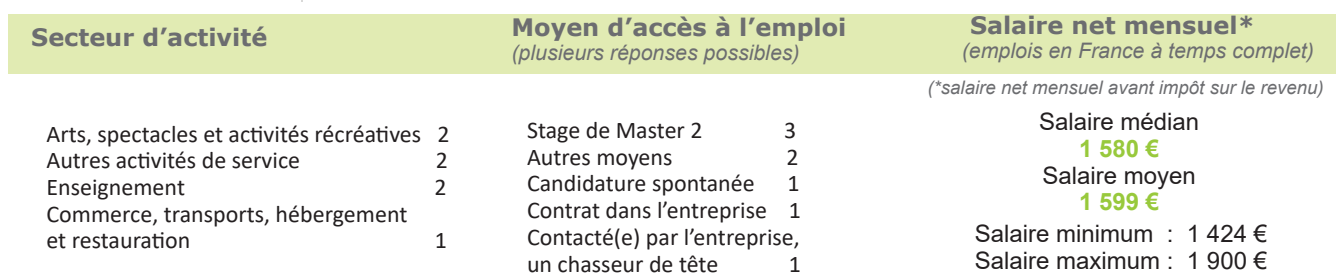 Secteur d’activité
Moyen d’accès à l’emploi
(plusieurs réponses possibles)
Salaire net mensuel*
(emplois en France à temps complet)
(*salaire net mensuel avant impôt sur le revenu)
Arts, spectacles et activités récréatives 2
Autres activités de service 2
Enseignement 2
Commerce, transports, hébergement
et restauration 1
Stage de Master 2 3
Autres moyens 2
Candidature spontanée 1
Contrat dans l’entreprise 1
Contacté(e) par l’entreprise,
un chasseur de tête 1
Salaire médian
1 580 €
Salaire moyen
1 599 €
Salaire minimum : 1 424 €
Salaire maximum : 1 900 €